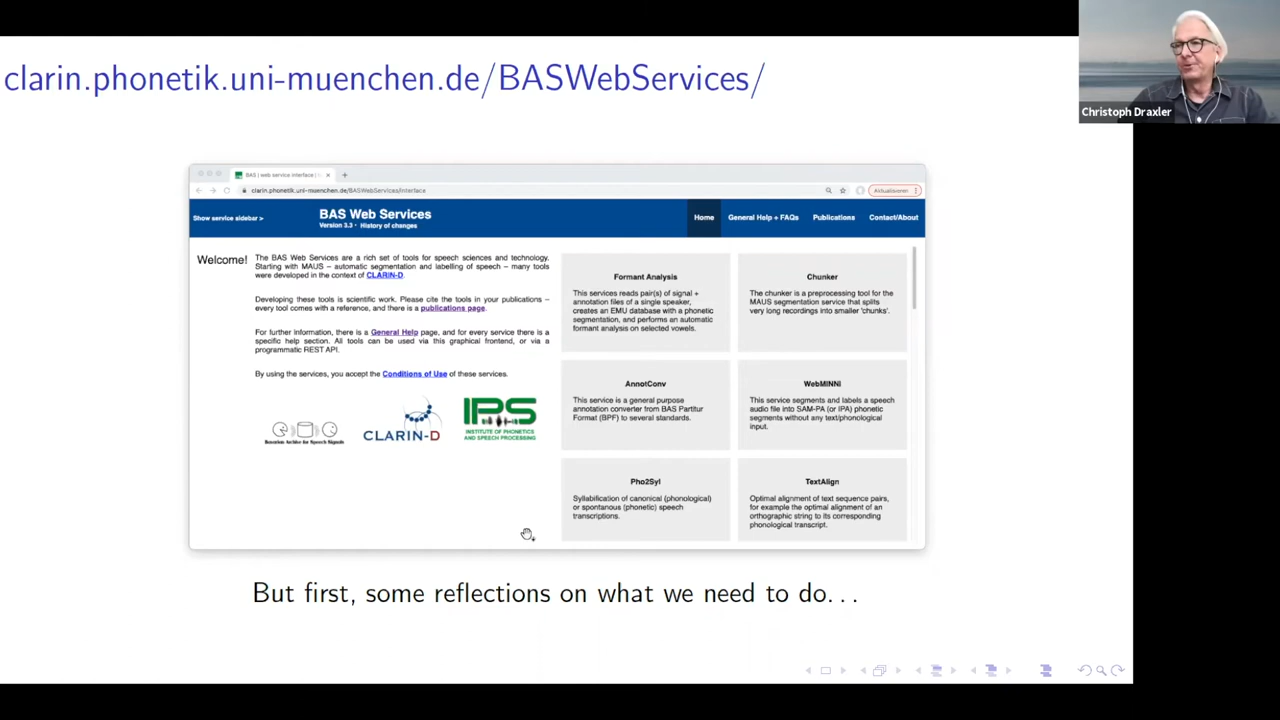 clarin.phonetik.uni-muenchen.de/BASWebServices/
Christoph Draxler
BAS | web service interface |
clarin.phonetik.uni-muenchen.de/BASWebServices/interface
Aktualisieren
Show service sidebar >
BAS Web Services
Version 3.3 • History of changes
Home
General Help + FAQs
Publications
Contact/About
Welcome!
The BAS Web Services are a rich set of tools for speech sciences and technology.
Starting with MAUS – automatic segmentation and labelling of speech – many tools
were developed in the context of CLARIN-D.
Developing these tools is scientific work. Please cite the tools in your publications –
every tool comes with a reference, and there is a publications page.
For further information, there is a General Help page, and for every service there is a
specific help section. All tools can be used via this graphical frontend, or via a
programmatic REST API.
By using the services, you accept the Conditions of Use of these services.
Bavarian Archive for Speech Signals
CLARIN-D
IPS
INSTITUTE OF PHONETICS
AND SPEECH PROCESSING
Formant Analysis
This services reads pair(s) of signal +
annotation files of a single speaker,
creates an EMU database with a phonetic
segmentation, and performs an automatic
formant analysis on selected vowels.
Chunker
The chunker is a preprocessing tool for the
MAUS segmentation service that splits
very long recordings into smaller 'chunks'.
AnnotConv
This service is a general purpose
annotation converter from BAS Partitur
Format (BPF) to several standards.
WebMINNI
This service segments and labels a speech
audio file into SAM-PA (or IPA) phonetic
segments without any text/phonological
input.
Pho2Syl
Syllabification of canonical (phonological)
or spontanous (phonetic) speech
transcriptions.
TextAlign
Optimal alignment of text sequence pairs,
for example the optimal alignment of an
orthographic string to its corresponding
phonological transcript.
But first, some reflections on what we need to do. . .